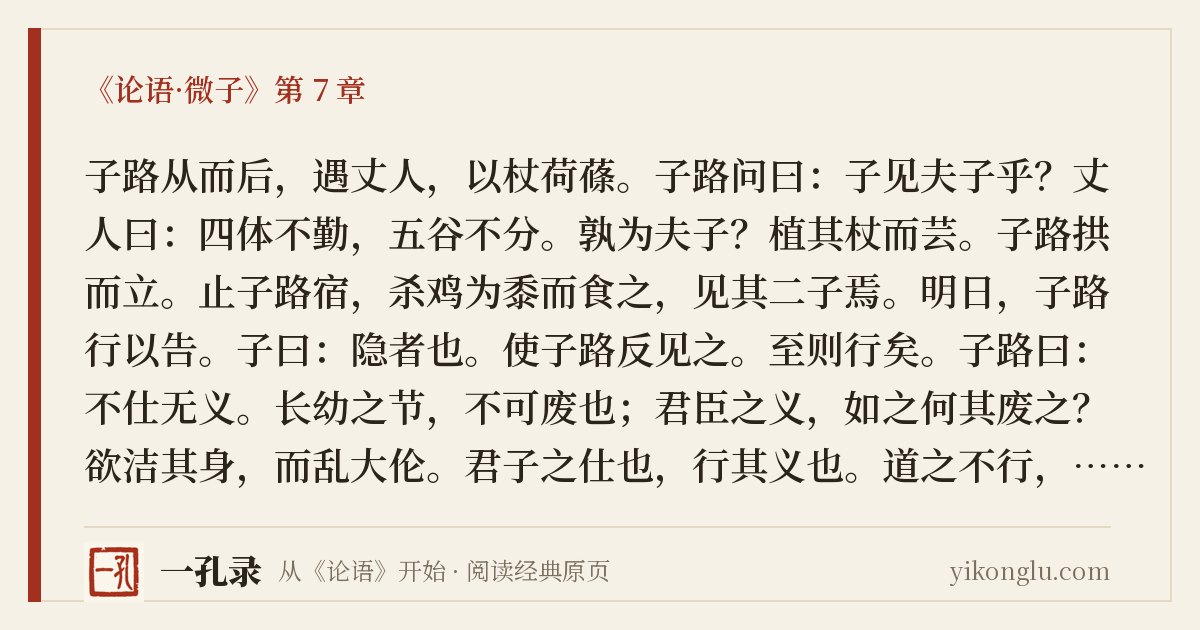 《论语·微子》第 7 章
子路从而后，遇丈人，以杖荷蓧。子路问曰：子见夫子乎？丈
人曰：四体不勤，五谷不分。孰为夫子？植其杖而芸。子路拱
而立。止子路宿，杀鸡为黍而食之，见其二子焉。明日，子路
行以告。子曰：隐者也。使子路反见之。至则行矣。子路曰：
不仕无义。长幼之节，不可废也；君臣之义，如之何其废之？
欲洁其身，而乱大伦。君子之仕也，行其义也。道之不行，……
一孔
一孔录
从《论语》开始 · 阅读经典原页
yikonglu.com